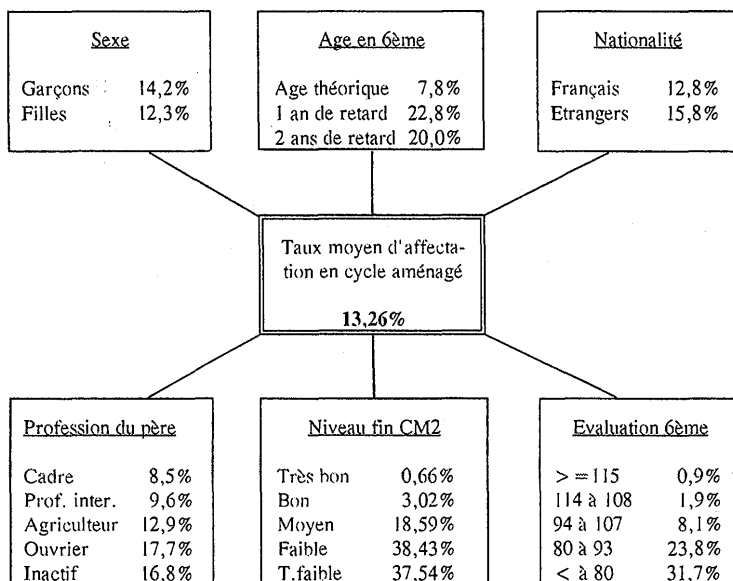 Sexe
Garçons 14,2%
Filles 12,3%
Age en 6ème
Age théorique 7,8%
1 an de retard 22,8%
2 ans de retard 20,0%
Nationalité
Français 12,8%
Etrangers 15,8%
Taux moyen d'affecta-
tion en cycle aménagé
13,26%
Profession du père
Cadre 8,5%
Prof. inter. 9,6%
Agriculteur 12,9%
Ouvrier 17,7%
Inactif 16,8%
Niveau fin CM2
Très bon 0,66%
Bon 3,02%
Moyen 18,59%
Faible 38,43%
T.faible 37,54%
Evaluation 6ème
>=115 0,9%
114 à 108 1,9%
94 à 107 8,1%
80 à 93 23,8%
< à 80 31,7%